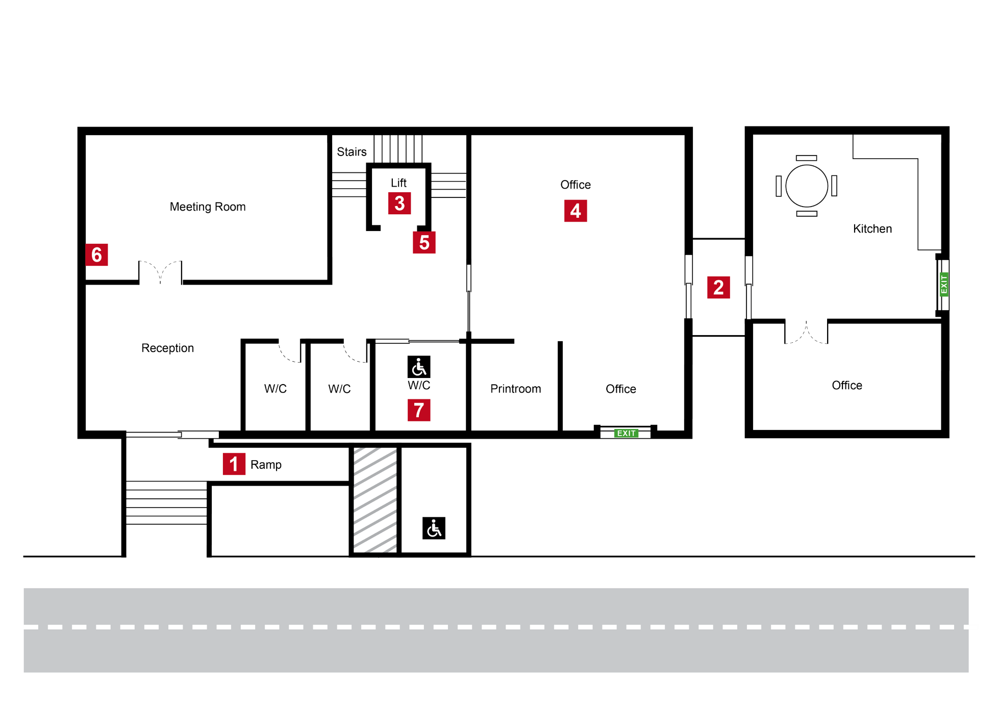 Stairs
Lift
3
Office
4
Meeting Room
5
6
Kitchen
2
EXIT
Reception
W/C
W/C
W/C
7
Printroom
Office
Office
EXIT
1 Ramp